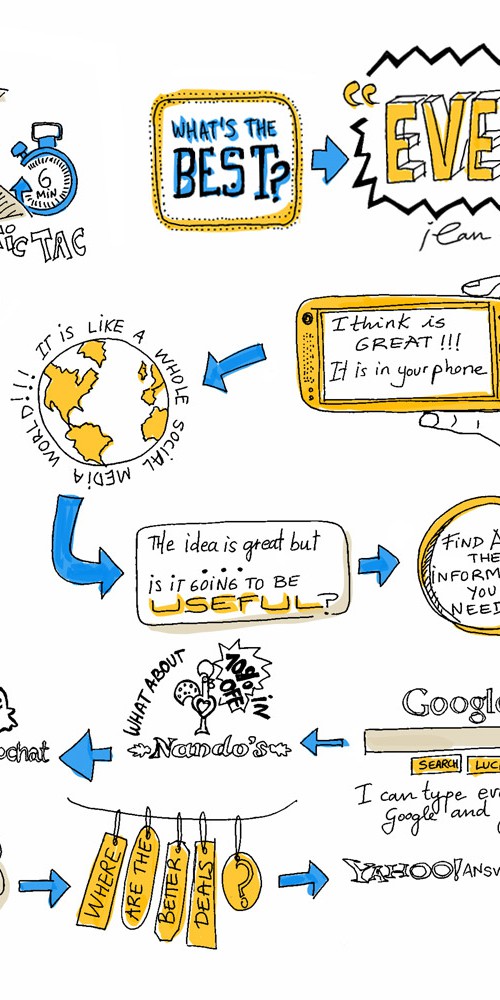 6
MIN
TAC
WHAT'S THE
BEST?
"EVE
i can
I think is
GREAT!!!
It is in your phone
IT IS LIKE A WHOLE SOCIAL MEDIA WORLD!!!
The idea is great but
...
is it GOING TO BE
USEFUL?
FIND A
THE
INFORM
YOU
NEED
WHAT ABOUT
70% IN
OFF
Nando's
chat
Google
SEARCH
LUC
I can type eve
Google and
WHERE
ARE THE
BETTER
DEALS
?
YAHOO! ANSW